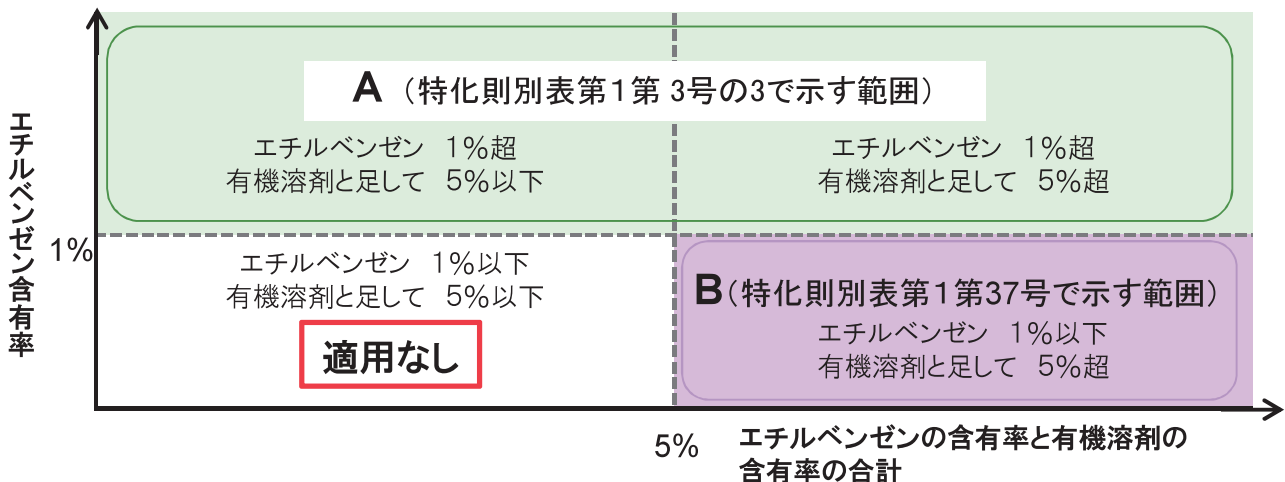 A（特化則別表第１第 3号の3で示す範囲）
エチルベンゼン　1%超
有機溶剤と足して　5%以下
エチルベンゼン　1%超
有機溶剤と足して　5%超
エチルベンゼン含有率
1%
エチルベンゼン　1%以下
有機溶剤と足して　5%以下
適用なし
B（特化則別表第１第37号で示す範囲）
エチルベンゼン　1%以下
有機溶剤と足して　5%超
5%
エチルベンゼンの含有率と有機溶剤の
含有率の合計